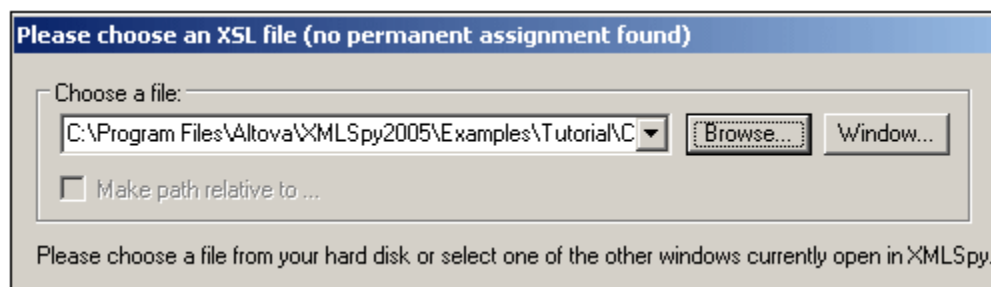 Please choose an XSL file (no permanent assignment found)
Choose a file:
C:\Program Files\Altova\XMLSpy2005\Examples\Tutorial\C
Browse... Window...
Make path relative to ...
Please choose a file from your hard disk or select one of the other windows currently open in XMLSpy.